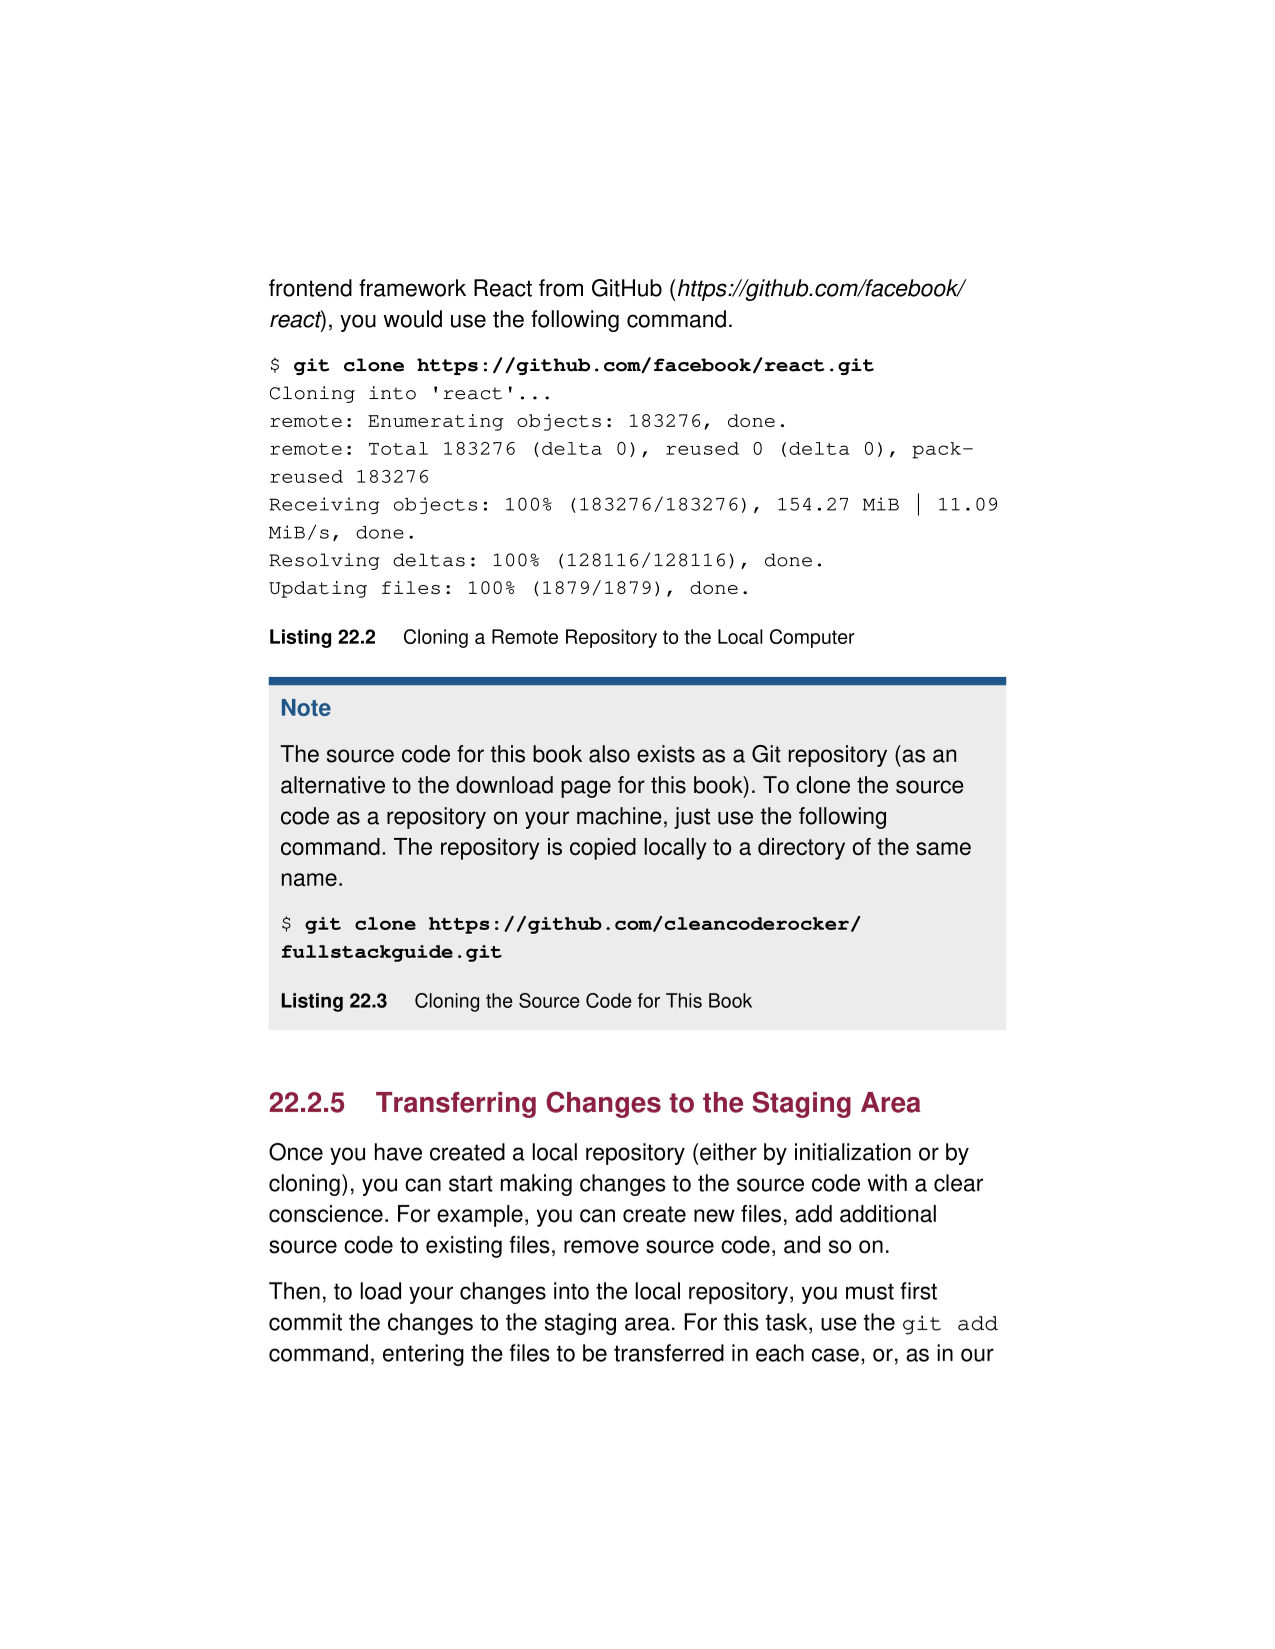 frontend framework React from GitHub (https://github.com/facebook/
react), you would use the following command.
$ git clone https://github.com/facebook/react.git
Cloning into 'react'...
remote: Enumerating objects: 183276, done.
remote: Total 183276 (delta 0), reused 0 (delta 0), pack-
reused 183276
Receiving objects: 100% (183276/183276), 154.27 MiB | 11.09
MiB/s, done.
Resolving deltas: 100% (128116/128116), done.
Updating files: 100% (1879/1879), done.
Listing 22.2 Cloning a Remote Repository to the Local Computer
Note
The source code for this book also exists as a Git repository (as an
alternative to the download page for this book). To clone the source
code as a repository on your machine, just use the following
command. The repository is copied locally to a directory of the same
name.
$ git clone https://github.com/cleancoderocker/
fullstackguide.git
Listing 22.3 Cloning the Source Code for This Book
22.2.5 Transferring Changes to the Staging Area
Once you have created a local repository (either by initialization or by
cloning), you can start making changes to the source code with a clear
conscience. For example, you can create new files, add additional
source code to existing files, remove source code, and so on.
Then, to load your changes into the local repository, you must first
commit the changes to the staging area. For this task, use the git add
command, entering the files to be transferred in each case, or, as in our